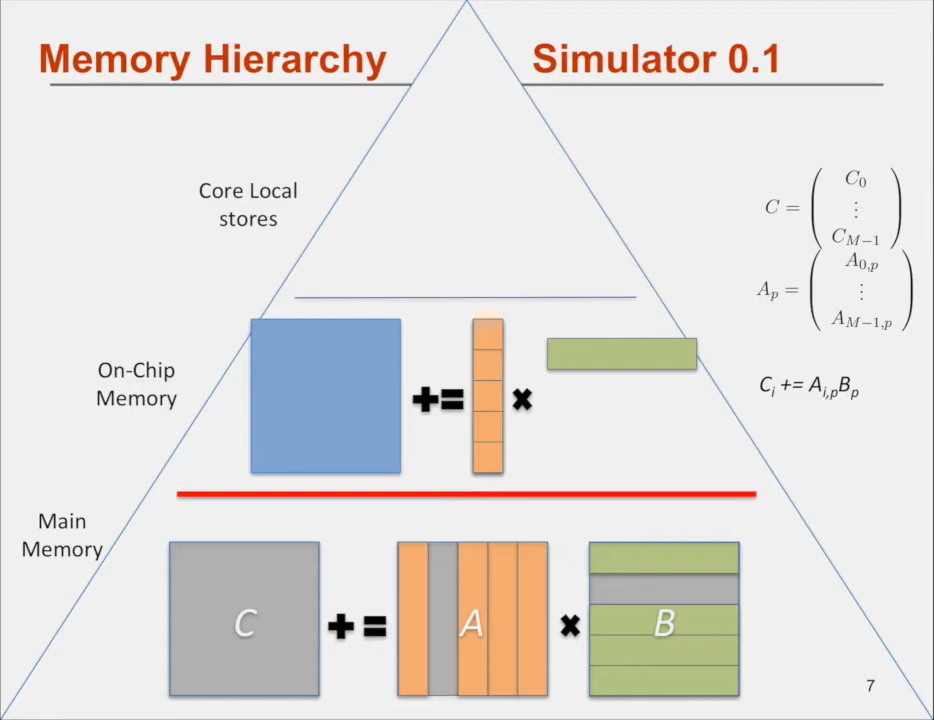 Memory Hierarchy Simulator 0.1
Core Local
stores
C = ( C_0
⋮
C_{M−1} )
A_p = ( A_{0,p}
⋮
A_{M−1,p} )
On-Chip
Memory
+= ×
C_i += A_{i,p}B_p
Main
Memory
C += A × B
7